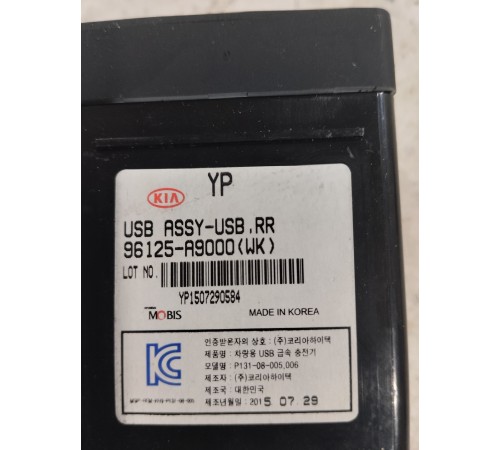 YP
KIA
USB ASSY-USB.RR
96125-A9000(WK)
LOT NO.
YP1507290584
MOBIS MADE IN KOREA
인증받용자의 상호 : (주)코리아하이텍
제품명 : 차량용 USB 급속 충전기
모델명 : P131-08-005,006
제조자 : (주)코리아하이텍
제조국 : 대한민국
제조년월일 : 2015 07.29